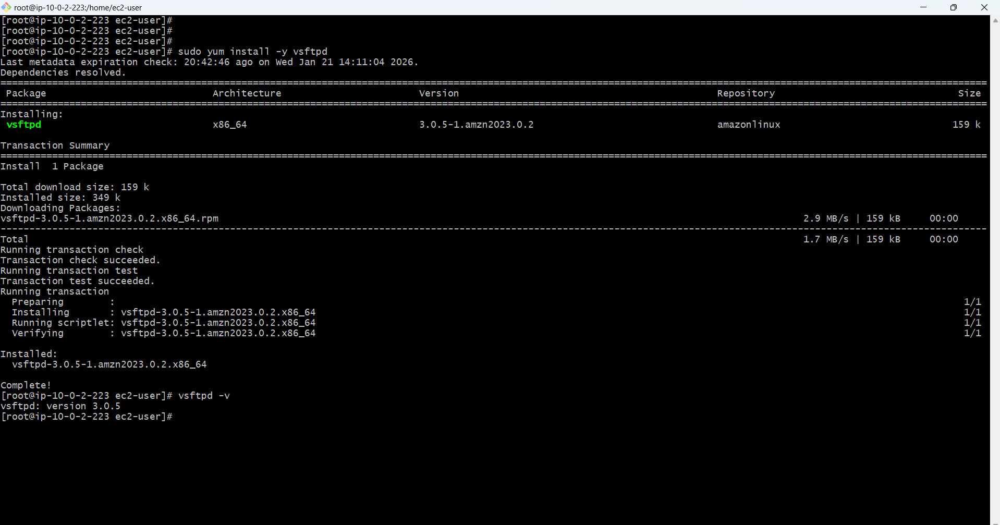 root@ip-10-0-2-223:/home/ec2-user
[root@ip-10-0-2-223 ec2-user]#
[root@ip-10-0-2-223 ec2-user]#
[root@ip-10-0-2-223 ec2-user]#
[root@ip-10-0-2-223 ec2-user]# sudo yum install -y vsftpd
Last metadata expiration check: 20:42:46 ago on Wed Jan 21 14:11:04 2026.
Dependencies resolved.
Package Architecture Version Repository Size
Installing:
vsftpd x86_64 3.0.5-1.amzn2023.0.2 amazonlinux 159 k
Transaction Summary
Install 1 Package
Total download size: 159 k
Installed size: 349 k
Downloading Packages:
vsftpd-3.0.5-1.amzn2023.0.2.x86_64.rpm 2.9 MB/s | 159 kB 00:00
Total 1.7 MB/s | 159 kB 00:00
Running transaction check
Transaction check succeeded.
Running transaction test
Transaction test succeeded.
Running transaction
Preparing : 1/1
Installing : vsftpd-3.0.5-1.amzn2023.0.2.x86_64 1/1
Running scriptlet: vsftpd-3.0.5-1.amzn2023.0.2.x86_64 1/1
Verifying : vsftpd-3.0.5-1.amzn2023.0.2.x86_64 1/1
Installed:
vsftpd-3.0.5-1.amzn2023.0.2.x86_64
Complete!
[root@ip-10-0-2-223 ec2-user]# vsftpd -v
vsftpd: version 3.0.5
[root@ip-10-0-2-223 ec2-user]#